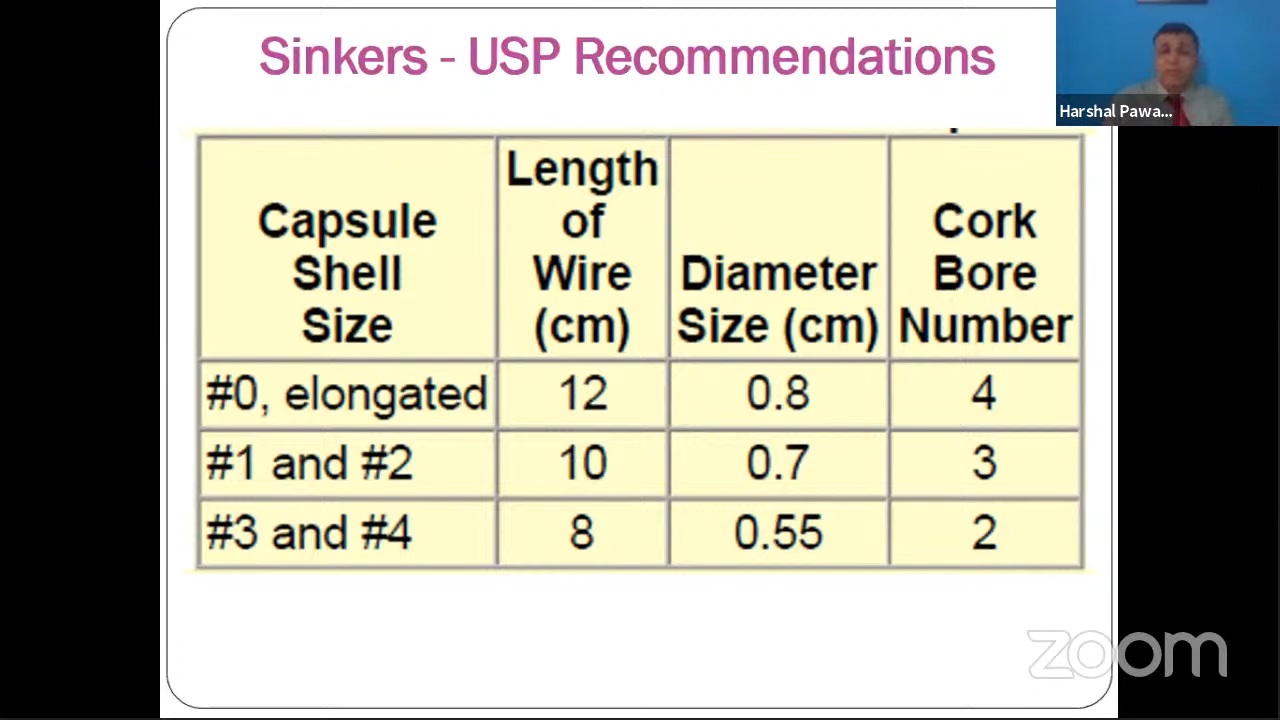 Sinkers - USP Recommendations
Harshal Pawa...
Capsule Shell Size
Length of Wire (cm)
Diameter Size (cm)
Cork Bore Number
#0, elongated 12 0.8 4
#1 and #2 10 0.7 3
#3 and #4 8 0.55 2
zoom